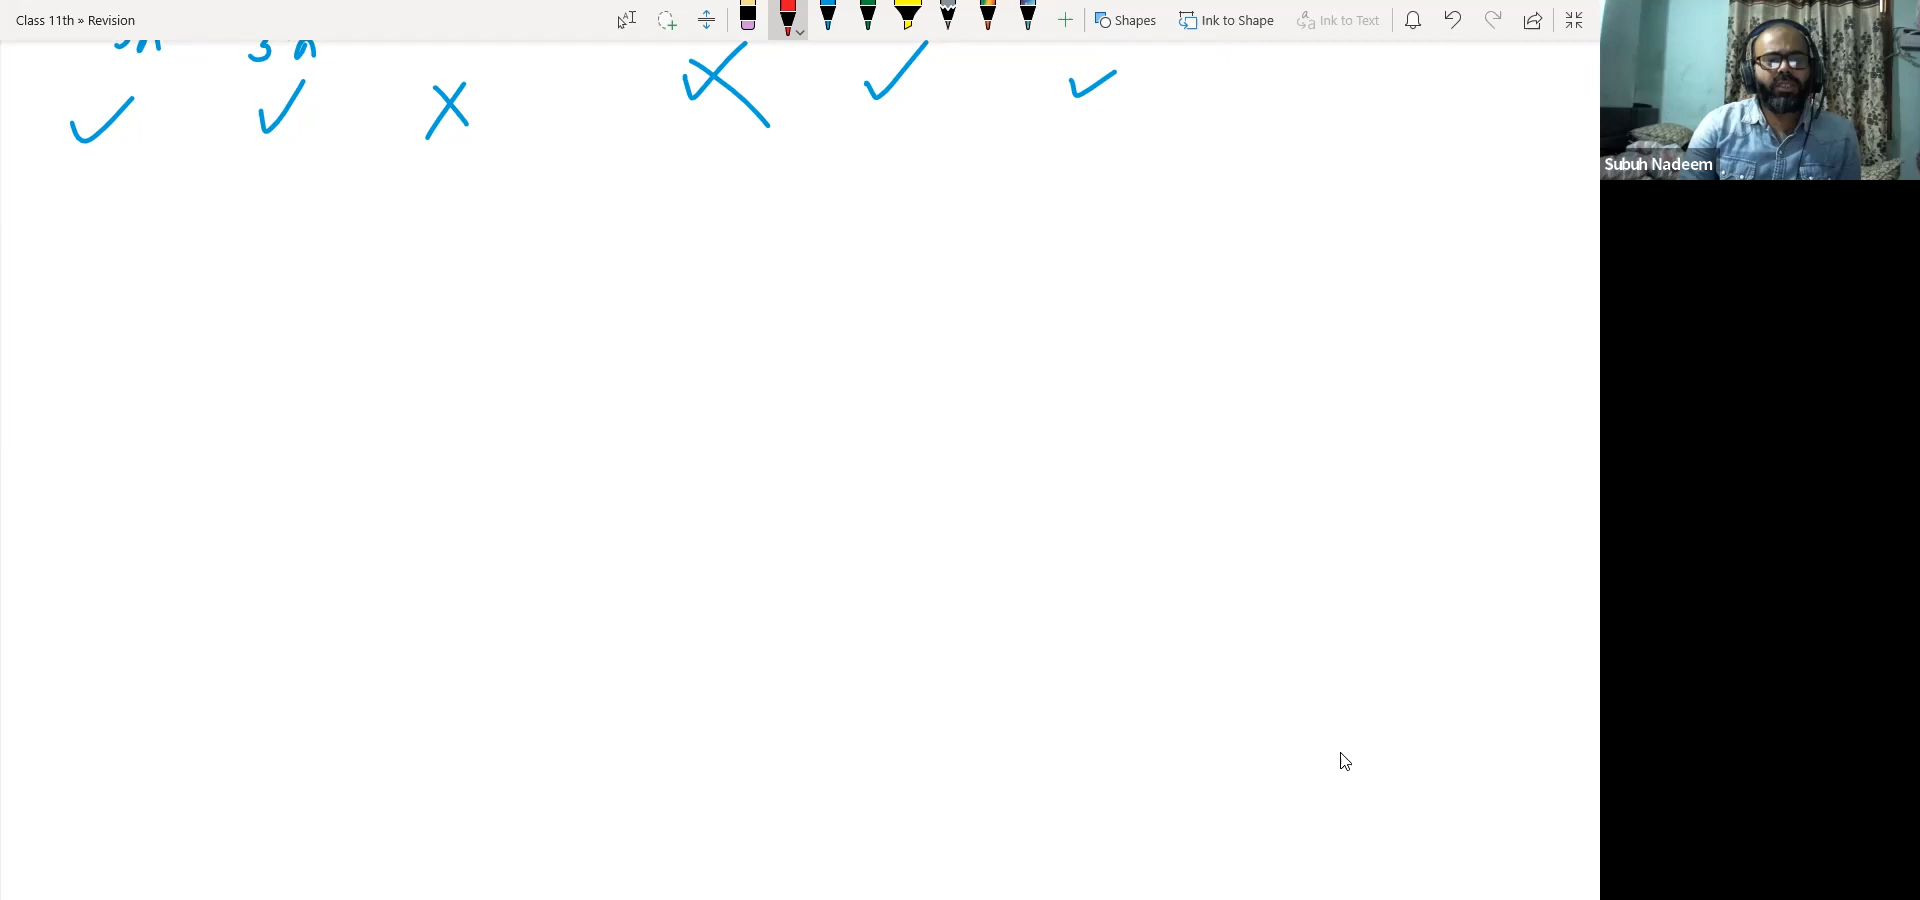 Class 11th » Revision
Shapes
Ink to Shape
Ink to Text
Subuh Nadeem